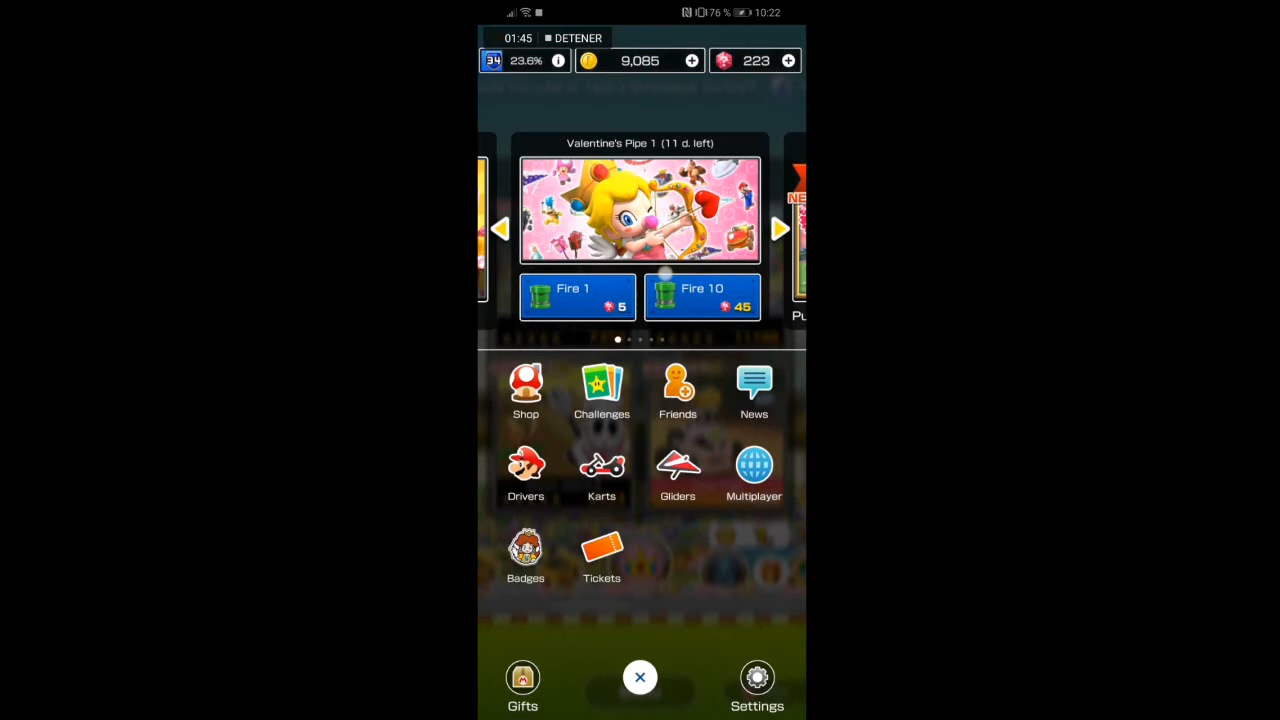 76 % 10:22
01:45 DETENER
34 23.6% i 9,085 223
Valentine's Pipe 1 (11 d. left)
NE
Fire 1
5
Fire 10
45
Pu
Shop
Challenges
Friends
News
Drivers
Karts
Gliders
Multiplayer
Badges
Tickets
Gifts
Settings